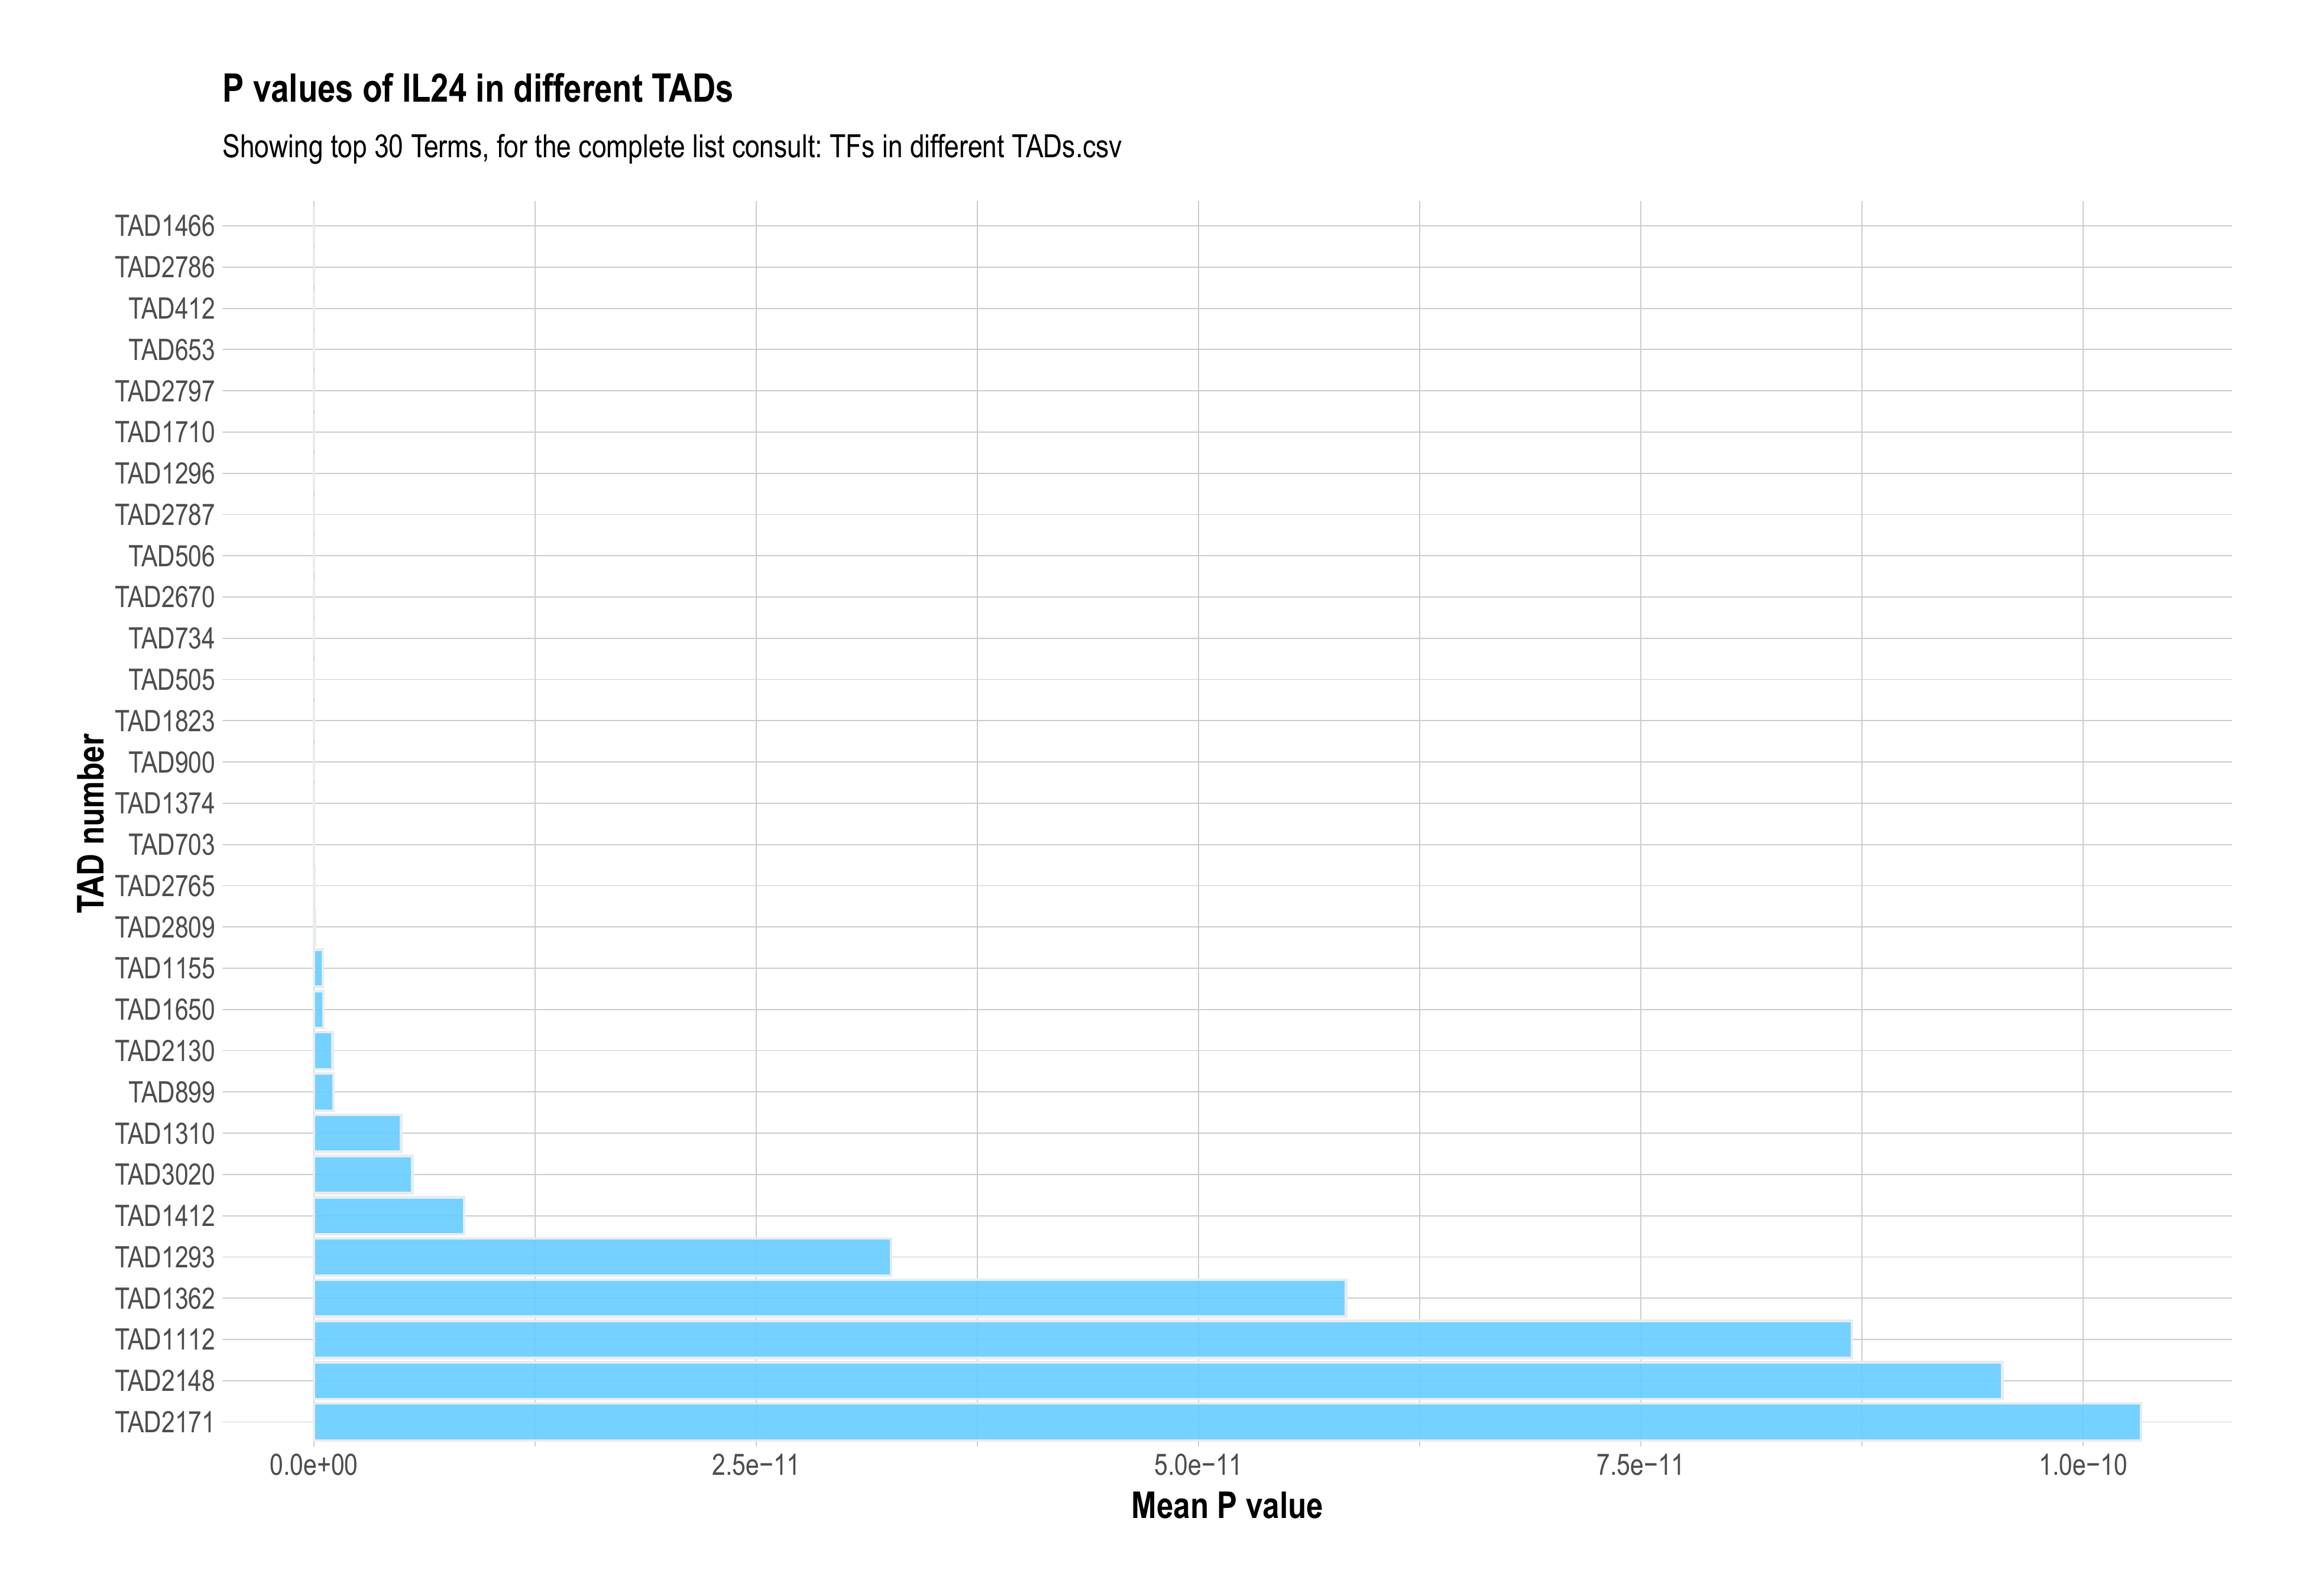 P values of IL24 in different TADs
Showing top 30 Terms, for the complete list consult: TFs in different TADs.csv
TAD number
TAD1466
TAD2786
TAD412
TAD653
TAD2797
TAD1710
TAD1296
TAD2787
TAD506
TAD2670
TAD734
TAD505
TAD1823
TAD900
TAD1374
TAD703
TAD2765
TAD2809
TAD1155
TAD1650
TAD2130
TAD899
TAD1310
TAD3020
TAD1412
TAD1293
TAD1362
TAD1112
TAD2148
TAD2171
0.0e+00 2.5e−11 5.0e−11 7.5e−11 1.0e−10
Mean P value